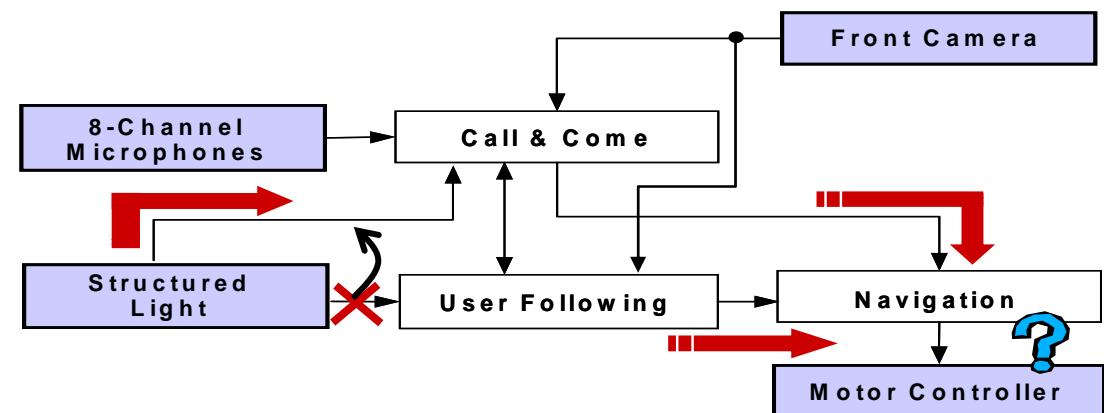 Front Camera
8-Channel
Microphones
Call & Come
Structured
Light
User Following
Navigation
?
Motor Controller